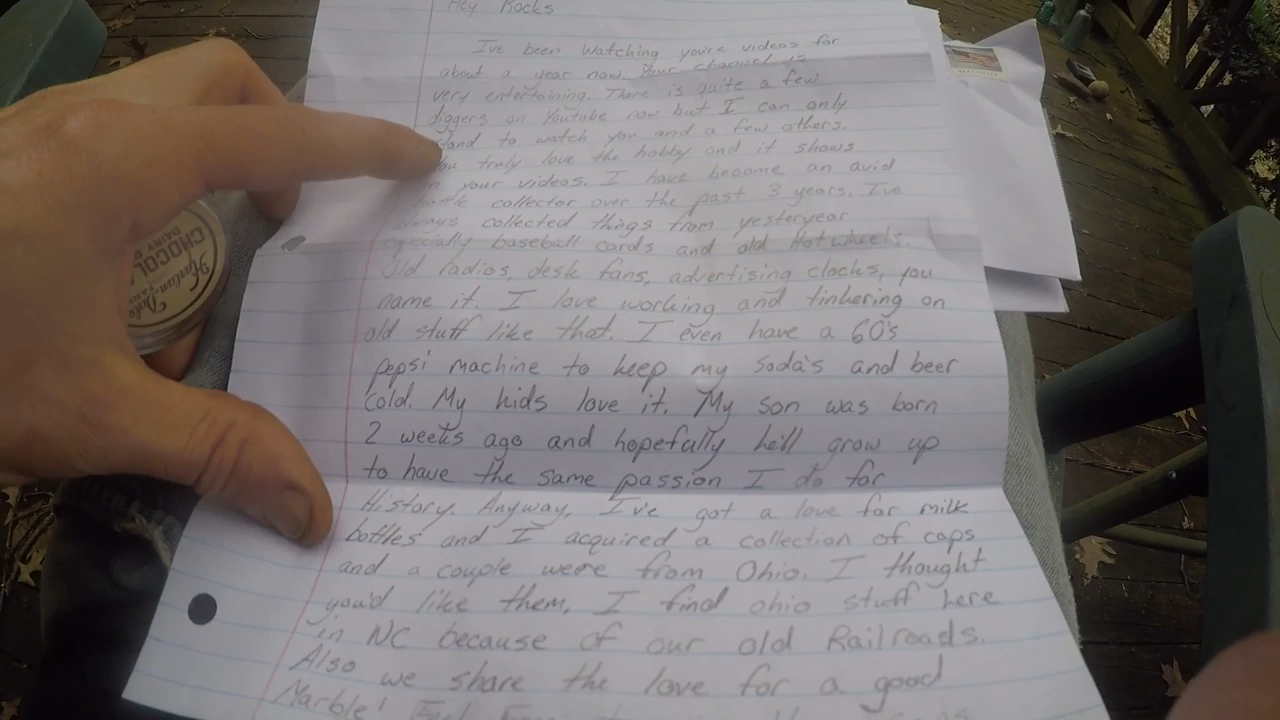 Hey Rocks
I've been watching youre videos for
about a year now. Your channel is
very entertaining. There is quite a few
diggers on Youtube now but I can only
stand to watch you and a few others.
You truly love the hobby and it shows
in your videos. I have become an avid
bottle collector over the past 3 years. I've
always collected things from yesteryear
especially baseball cards and old Hotwheels.
Old radios, desk fans, advertising clocks, you
name it. I love working and tinkering on
old stuff like that. I even have a 60's
pepsi machine to keep my soda's and beer
cold. My kids love it. My son was born
2 weeks ago and hopefully he'll grow up
to have the same passion I do for
History. Anyway, I've got a love for milk
bottles and I acquired a collection of caps
and a couple were from Ohio. I thought
you'd like them, I find ohio stuff here
in NC because of our old Railroads.
Also we share the love for a good
Marble! Feel Free
CHOCOL
DAIRY